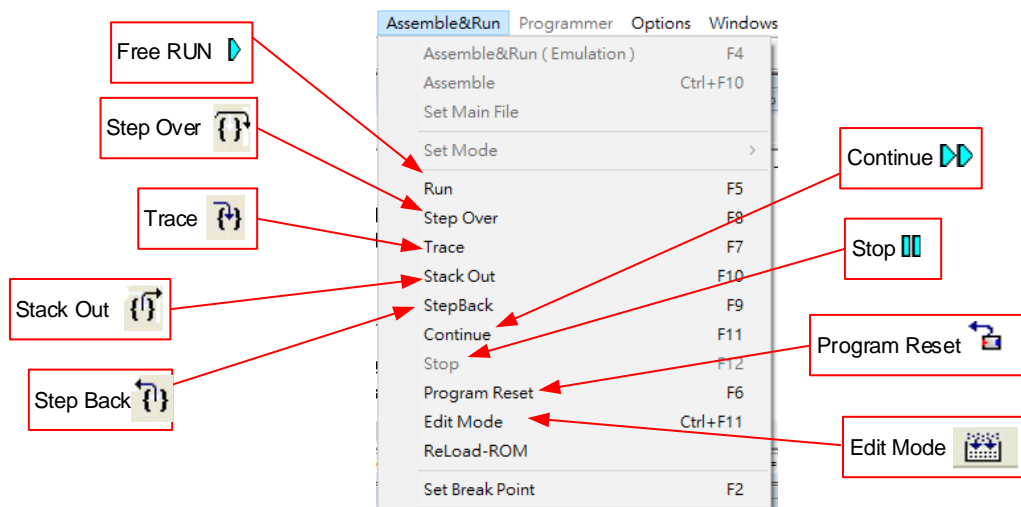 Assemble&Run Programmer Options Windows
Free RUN
Assemble&Run ( Emulation ) F4
Assemble Ctrl+F10
Set Main File
Step Over
Set Mode >
Continue
Run F5
Step Over F8
Trace
Trace F7
Stop
Stack Out F10
Stack Out
StepBack F9
Continue F11
Program Reset
Stop F12
Step Back
Program Reset F6
Edit Mode Ctrl+F11
Edit Mode
ReLoad-ROM
Set Break Point F2